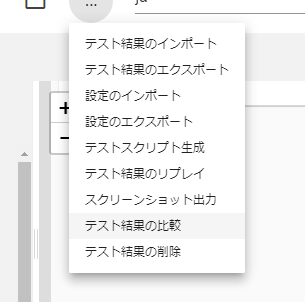 ...
テスト結果のインポート
テスト結果のエクスポート
設定のインポート
設定のエクスポート
+
テストスクリプト生成
−
テスト結果のリプレイ
スクリーンショット出力
テスト結果の比較
テスト結果の削除